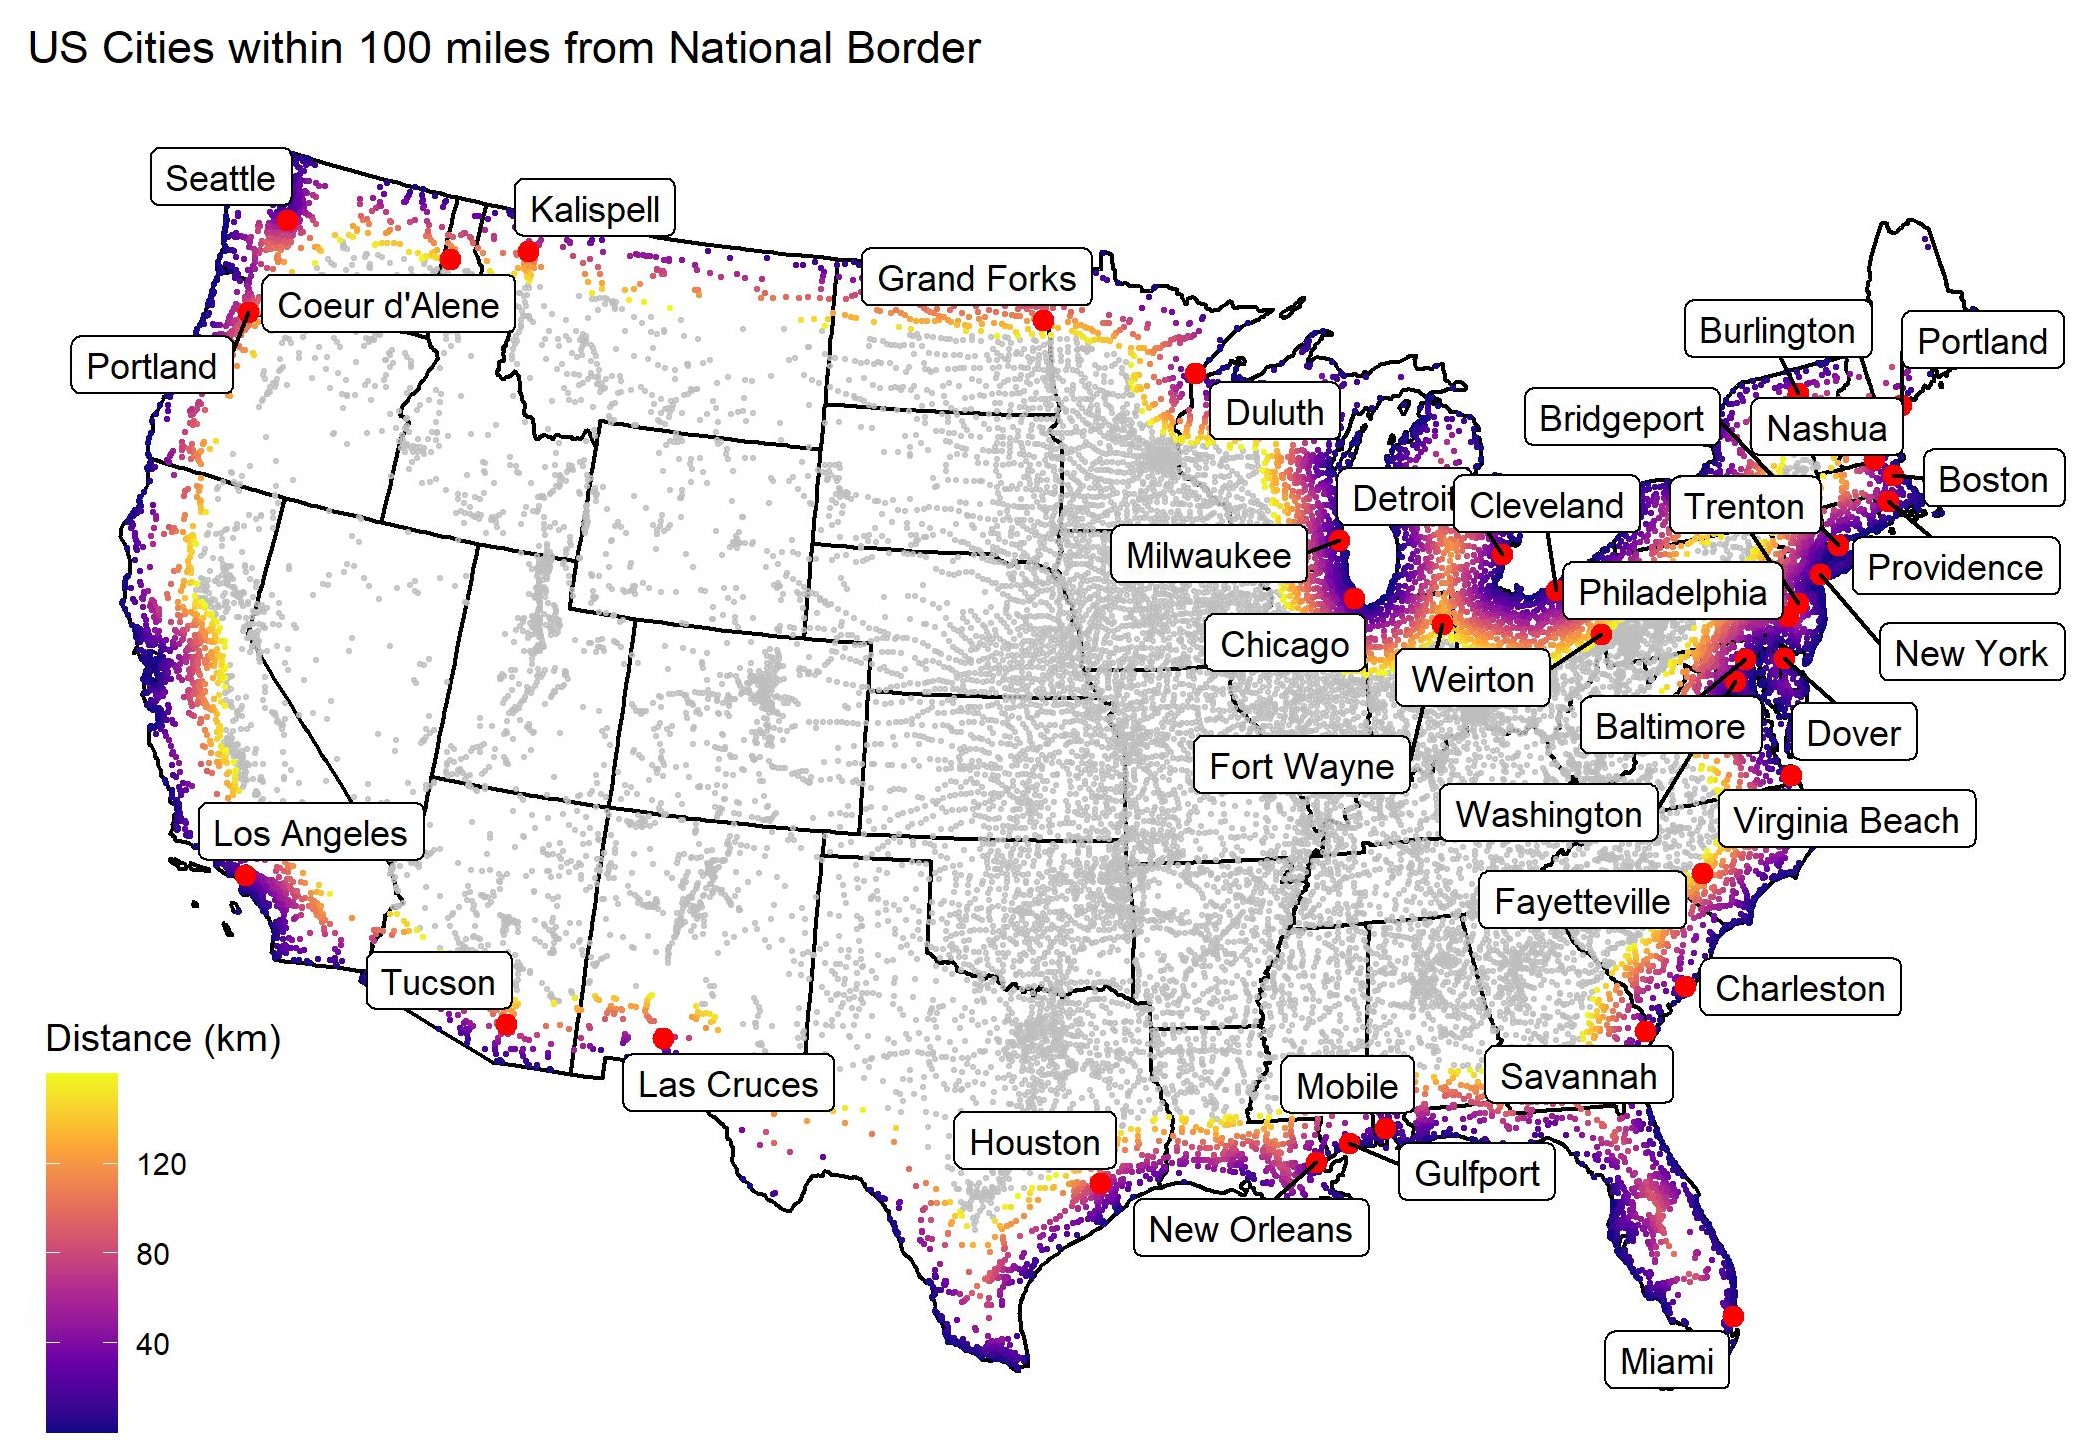 US Cities within 100 miles from National Border
Seattle
Kalispell
Grand Forks
Coeur d'Alene
Burlington
Portland
Portland
Duluth
Bridgeport
Nashua
Boston
Detroit
Cleveland
Trenton
Milwaukee
Providence
Philadelphia
Chicago
New York
Weirton
Baltimore
Dover
Fort Wayne
Washington
Virginia Beach
Los Angeles
Fayetteville
Tucson
Charleston
Distance (km)
Savannah
Las Cruces
Mobile
Houston
Gulfport
120
New Orleans
80
40
Miami